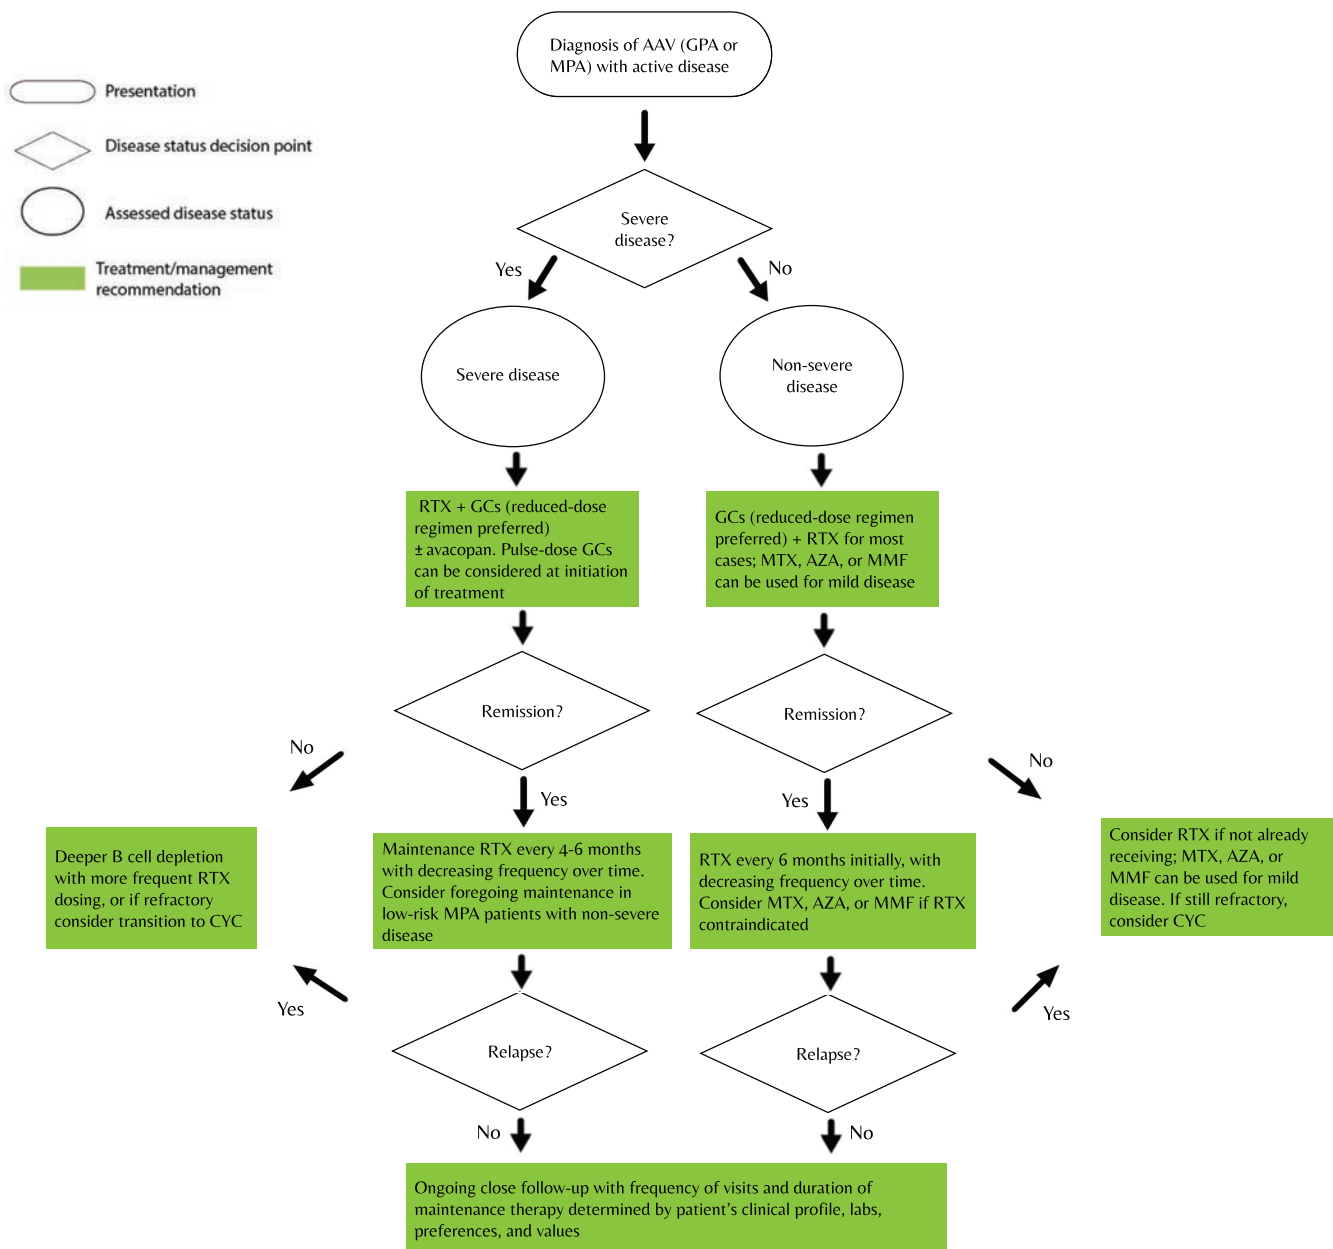 Diagnosis of AAV (GPA or
MPA) with active disease
Presentation
Disease status decision point
Assessed disease status
Treatment/management
recommendation
Severe
disease?
Yes
No
Severe disease
Non-severe
disease
RTX + GCs (reduced-dose
regimen preferred)
± avacopan. Pulse-dose GCs
can be considered at initiation
of treatment
GCs (reduced-dose regimen
preferred) + RTX for most
cases; MTX, AZA, or MMF
can be used for mild disease
Remission?
Remission?
No
Yes
Yes
No
Deeper B cell depletion
with more frequent RTX
dosing, or if refractory
consider transition to CYC
Maintenance RTX every 4-6 months
with decreasing frequency over time.
Consider foregoing maintenance in
low-risk MPA patients with non-severe
disease
RTX every 6 months initially, with
decreasing frequency over time.
Consider MTX, AZA, or MMF if RTX
contraindicated
Consider RTX if not already
receiving; MTX, AZA, or
MMF can be used for mild
disease. If still refractory,
consider CYC
Yes
Relapse?
Relapse?
Yes
No
No
Ongoing close follow-up with frequency of visits and duration of
maintenance therapy determined by patient's clinical profile, labs,
preferences, and values